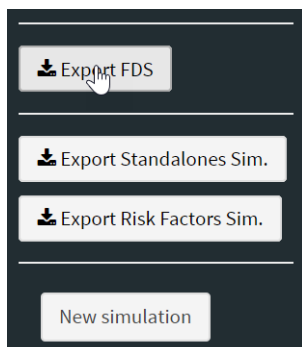 Export FDS
Export Standalones Sim.
Export Risk Factors Sim.
New simulation